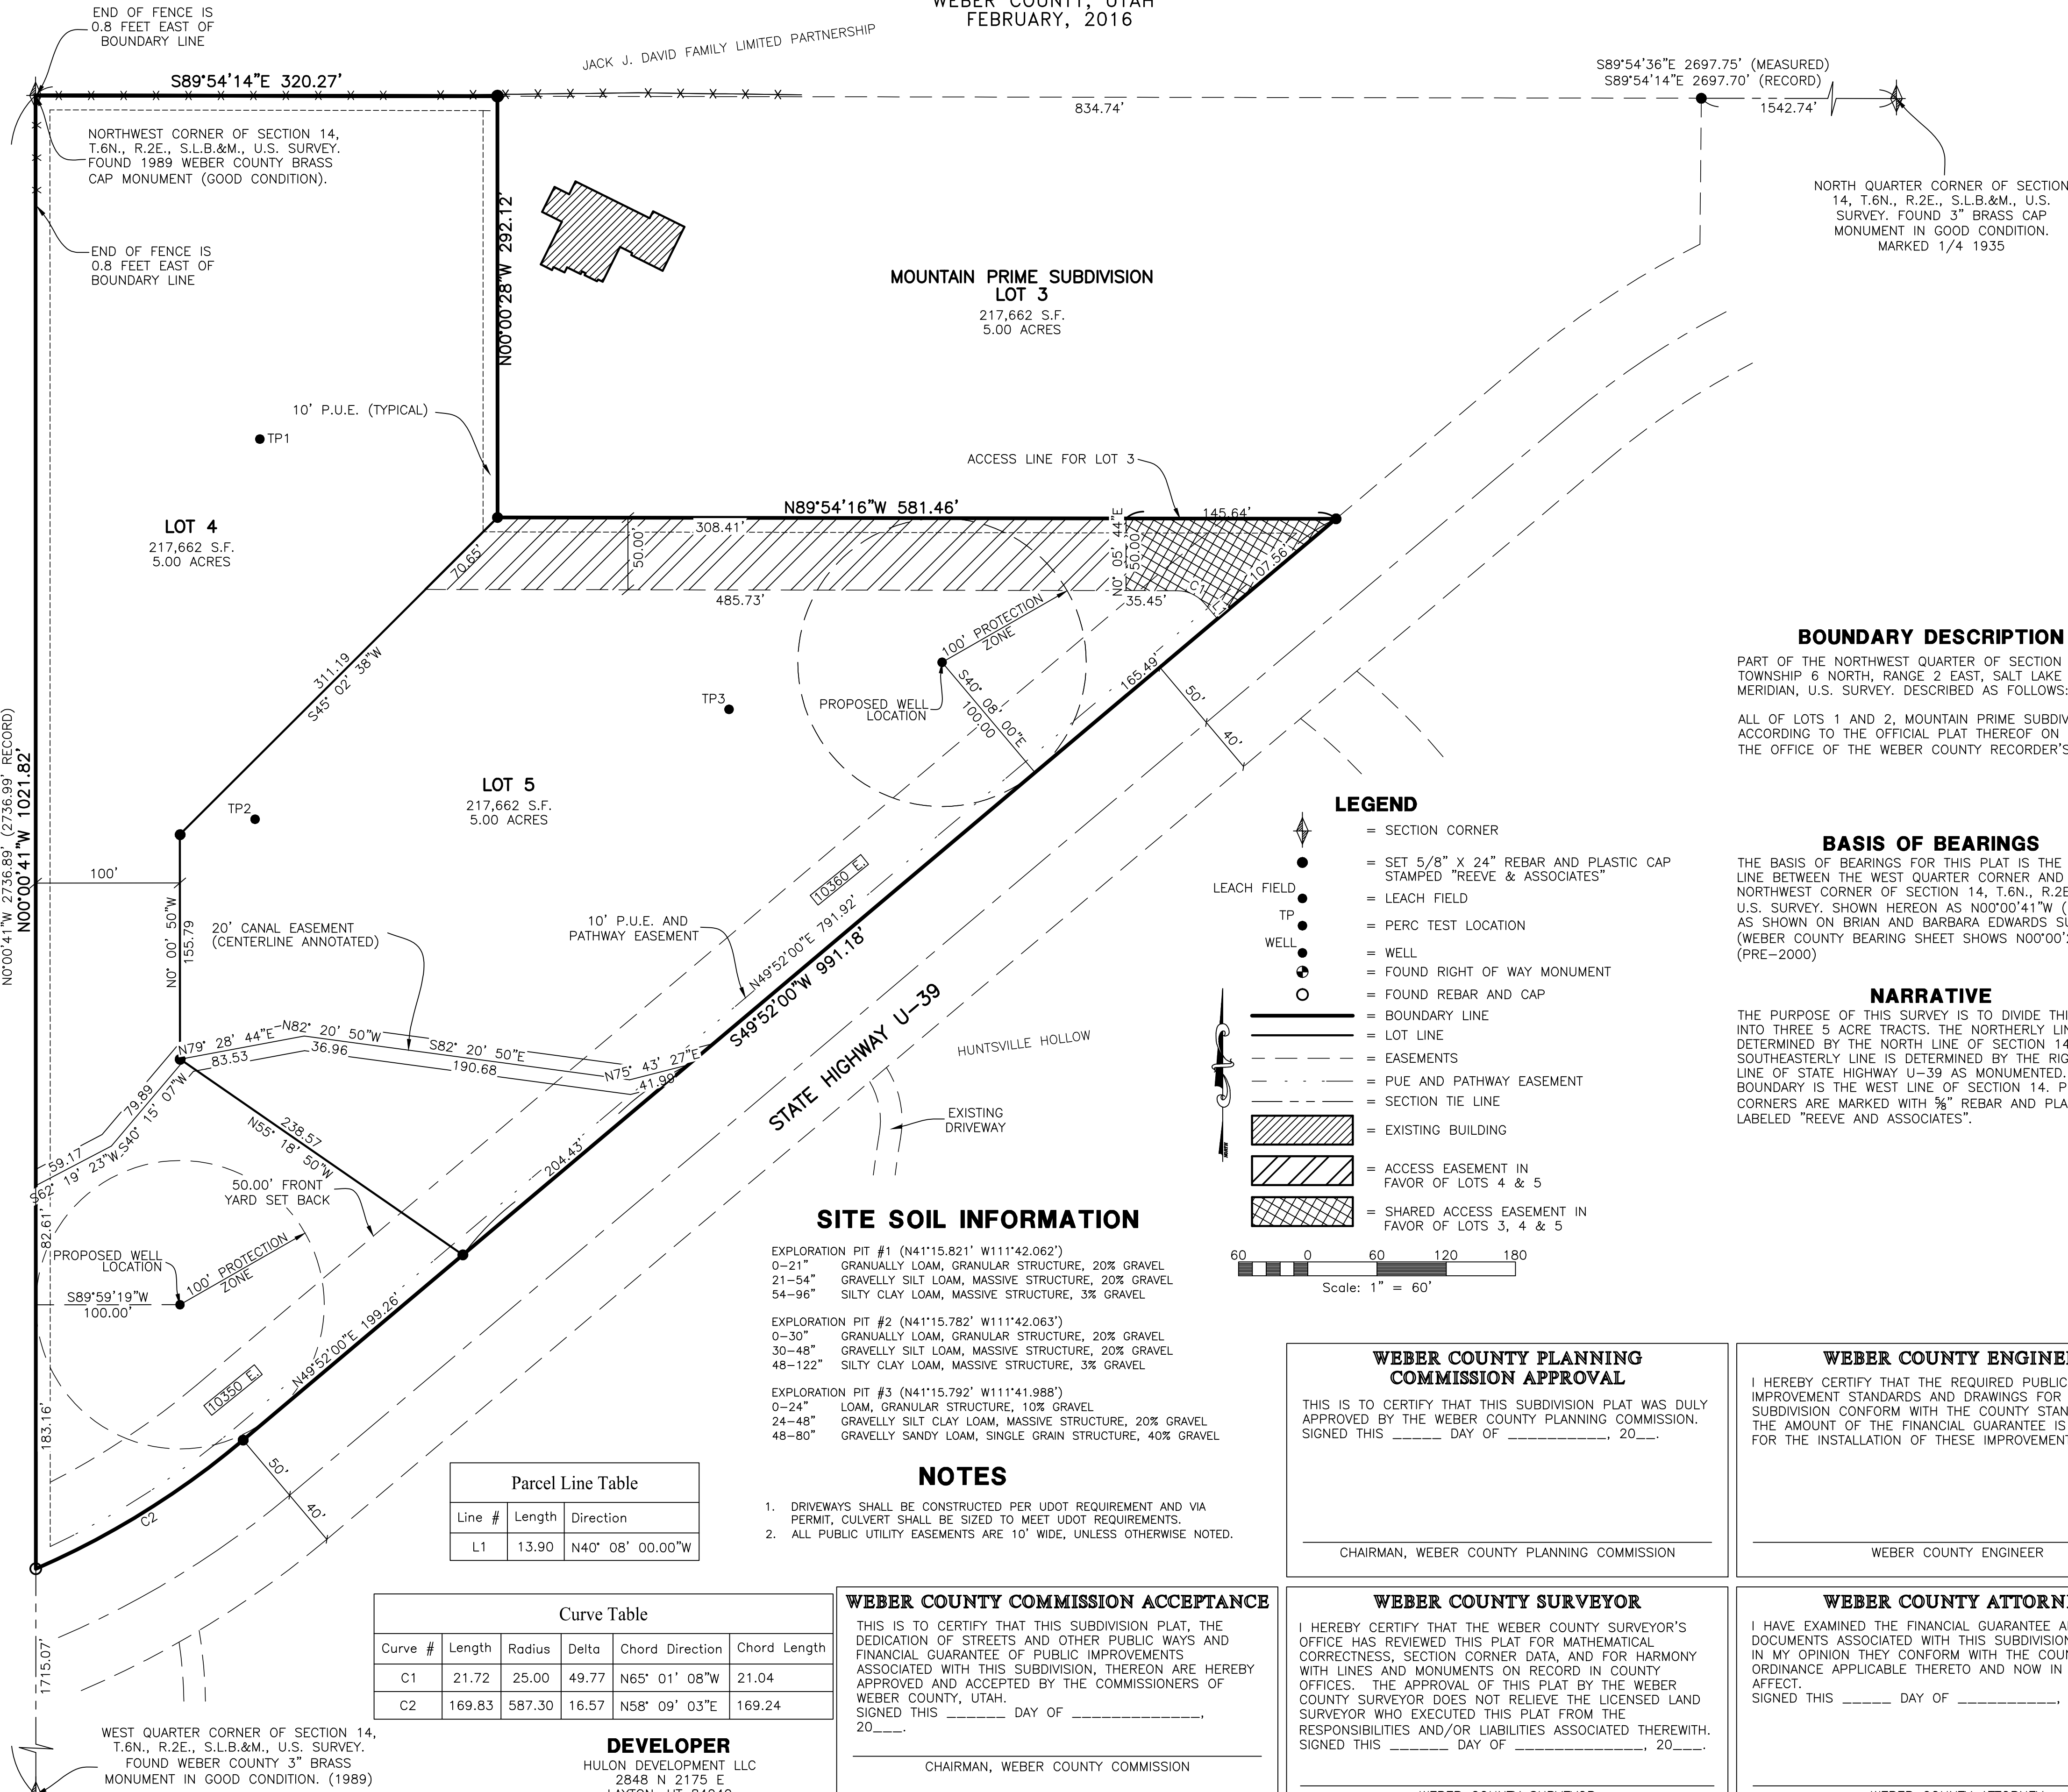 WEBER COUNTY, UTAH
FEBRUARY, 2016
END OF FENCE IS
0.8 FEET EAST OF
BOUNDARY LINE
JACK J. DAVID FAMILY LIMITED PARTNERSHIP
S89°54'14"E 320.27'
834.74'
S89°54'36"E 2697.75' (MEASURED)
S89°54'14"E 2697.70' (RECORD)
1542.74'
NORTHWEST CORNER OF SECTION 14,
T.6N., R.2E., S.L.B.&M., U.S. SURVEY.
FOUND 1989 WEBER COUNTY BRASS
CAP MONUMENT (GOOD CONDITION).
NORTH QUARTER CORNER OF SECTION
14, T.6N., R.2E., S.L.B.&M., U.S.
SURVEY. FOUND 3" BRASS CAP
MONUMENT IN GOOD CONDITION.
MARKED 1/4 1935
END OF FENCE IS
0.8 FEET EAST OF
BOUNDARY LINE
N00°00'28"W 292.12'
MOUNTAIN PRIME SUBDIVISION
LOT 3
217,662 S.F.
5.00 ACRES
10' P.U.E. (TYPICAL)
TP1
ACCESS LINE FOR LOT 3
N89°54'16"W 581.46'
308.41'
145.64'
50.00'
N0° 05' 44"E
50.00'
107.56'
70.65'
485.73'
35.45'
C1
L1
LOT 4
217,662 S.F.
5.00 ACRES
311.19
S45° 02' 38"W
100' PROTECTION
ZONE
PROPOSED WELL
LOCATION
S40° 08' 00"E
100.00
165.49'
50'
40'
TP3
LOT 5
217,662 S.F.
5.00 ACRES
TP2
N0°00'41"W 2736.89' (2736.99' RECORD)
N00°00'41"W 1021.82'
100'
N0° 00' 50"W
155.79
20' CANAL EASEMENT
(CENTERLINE ANNOTATED)
10' P.U.E. AND
PATHWAY EASEMENT
10360 E.
N49°52'00"E 791.92'
S49°52'00"W 991.18'
STATE HIGHWAY U-39
HUNTSVILLE HOLLOW
EXISTING
DRIVEWAY
N79° 28' 44"E
83.53
N82° 20' 50"W
36.96
S82° 20' 50"E
190.68
N75° 43' 27"E
41.99
79.89
S40° 15' 07"W
59.17
S62° 19' 23"W
238.57
N55° 18' 50"W
204.43'
50.00' FRONT
YARD SET BACK
82.61'
PROPOSED WELL
LOCATION
100' PROTECTION
ZONE
S89°59'19"W
100.00'
N49°52'00"E 199.26'
10350 E.
183.16'
50'
40'
C2
1715.07'
WEST QUARTER CORNER OF SECTION 14,
T.6N., R.2E., S.L.B.&M., U.S. SURVEY.
FOUND WEBER COUNTY 3" BRASS
MONUMENT IN GOOD CONDITION. (1989)
BOUNDARY DESCRIPTION
PART OF THE NORTHWEST QUARTER OF SECTION
TOWNSHIP 6 NORTH, RANGE 2 EAST, SALT LAKE
MERIDIAN, U.S. SURVEY. DESCRIBED AS FOLLOWS:
ALL OF LOTS 1 AND 2, MOUNTAIN PRIME SUBDIV
ACCORDING TO THE OFFICIAL PLAT THEREOF ON
THE OFFICE OF THE WEBER COUNTY RECORDER'S
BASIS OF BEARINGS
THE BASIS OF BEARINGS FOR THIS PLAT IS THE
LINE BETWEEN THE WEST QUARTER CORNER AND
NORTHWEST CORNER OF SECTION 14, T.6N., R.2E
U.S. SURVEY. SHOWN HEREON AS N00°00'41"W (
AS SHOWN ON BRIAN AND BARBARA EDWARDS SU
(WEBER COUNTY BEARING SHEET SHOWS N00°00'
(PRE-2000)
NARRATIVE
THE PURPOSE OF THIS SURVEY IS TO DIVIDE THI
INTO THREE 5 ACRE TRACTS. THE NORTHERLY LIN
DETERMINED BY THE NORTH LINE OF SECTION 14
SOUTHEASTERLY LINE IS DETERMINED BY THE RIG
LINE OF STATE HIGHWAY U-39 AS MONUMENTED.
BOUNDARY IS THE WEST LINE OF SECTION 14. P
CORNERS ARE MARKED WITH ⅝" REBAR AND PLA
LABELED "REEVE AND ASSOCIATES".
LEGEND
= SECTION CORNER
= SET 5/8" X 24" REBAR AND PLASTIC CAP
STAMPED "REEVE & ASSOCIATES"
LEACH FIELD
= LEACH FIELD
TP
= PERC TEST LOCATION
WELL
= WELL
= FOUND RIGHT OF WAY MONUMENT
= FOUND REBAR AND CAP
= BOUNDARY LINE
= LOT LINE
= EASEMENTS
= PUE AND PATHWAY EASEMENT
= SECTION TIE LINE
= EXISTING BUILDING
= ACCESS EASEMENT IN
FAVOR OF LOTS 4 & 5
= SHARED ACCESS EASEMENT IN
FAVOR OF LOTS 3, 4 & 5
NORTH
60 0 60 120 180
Scale: 1" = 60'
SITE SOIL INFORMATION
EXPLORATION PIT #1 (N41°15.821' W111°42.062')
0-21" GRANUALLY LOAM, GRANULAR STRUCTURE, 20% GRAVEL
21-54" GRAVELLY SILT LOAM, MASSIVE STRUCTURE, 20% GRAVEL
54-96" SILTY CLAY LOAM, MASSIVE STRUCTURE, 3% GRAVEL
EXPLORATION PIT #2 (N41°15.782' W111°42.063')
0-30" GRANUALLY LOAM, GRANULAR STRUCTURE, 20% GRAVEL
30-48" GRAVELLY SILT LOAM, MASSIVE STRUCTURE, 20% GRAVEL
48-122" SILTY CLAY LOAM, MASSIVE STRUCTURE, 3% GRAVEL
EXPLORATION PIT #3 (N41°15.792' W111°41.988')
0-24" LOAM, GRANULAR STRUCTURE, 10% GRAVEL
24-48" GRAVELLY SILT CLAY LOAM, MASSIVE STRUCTURE, 20% GRAVEL
48-80" GRAVELLY SANDY LOAM, SINGLE GRAIN STRUCTURE, 40% GRAVEL
NOTES
1. DRIVEWAYS SHALL BE CONSTRUCTED PER UDOT REQUIREMENT AND VIA
PERMIT, CULVERT SHALL BE SIZED TO MEET UDOT REQUIREMENTS.
2. ALL PUBLIC UTILITY EASEMENTS ARE 10' WIDE, UNLESS OTHERWISE NOTED.
Parcel Line Table
Line # Length Direction
L1 13.90 N40° 08' 00.00"W
Curve Table
Curve # Length Radius Delta Chord Direction Chord Length
C1 21.72 25.00 49.77 N65° 01' 08"W 21.04
C2 169.83 587.30 16.57 N58° 09' 03"E 169.24
DEVELOPER
HULON DEVELOPMENT LLC
2848 N 2175 E
WEBER COUNTY COMMISSION ACCEPTANCE
THIS IS TO CERTIFY THAT THIS SUBDIVISION PLAT, THE
DEDICATION OF STREETS AND OTHER PUBLIC WAYS AND
FINANCIAL GUARANTEE OF PUBLIC IMPROVEMENTS
ASSOCIATED WITH THIS SUBDIVISION, THEREON ARE HEREBY
APPROVED AND ACCEPTED BY THE COMMISSIONERS OF
WEBER COUNTY, UTAH.
SIGNED THIS ______ DAY OF _____________,
20___.
CHAIRMAN, WEBER COUNTY COMMISSION
WEBER COUNTY PLANNING
COMMISSION APPROVAL
THIS IS TO CERTIFY THAT THIS SUBDIVISION PLAT WAS DULY
APPROVED BY THE WEBER COUNTY PLANNING COMMISSION.
SIGNED THIS _____ DAY OF __________, 20__.
CHAIRMAN, WEBER COUNTY PLANNING COMMISSION
WEBER COUNTY SURVEYOR
I HEREBY CERTIFY THAT THE WEBER COUNTY SURVEYOR'S
OFFICE HAS REVIEWED THIS PLAT FOR MATHEMATICAL
CORRECTNESS, SECTION CORNER DATA, AND FOR HARMONY
WITH LINES AND MONUMENTS ON RECORD IN COUNTY
OFFICES. THE APPROVAL OF THIS PLAT BY THE WEBER
COUNTY SURVEYOR DOES NOT RELIEVE THE LICENSED LAND
SURVEYOR WHO EXECUTED THIS PLAT FROM THE
RESPONSIBILITIES AND/OR LIABILITIES ASSOCIATED THEREWITH.
SIGNED THIS ______ DAY OF _____________, 20___.
WEBER COUNTY ENGINE
I HEREBY CERTIFY THAT THE REQUIRED PUBLIC
IMPROVEMENT STANDARDS AND DRAWINGS FOR
SUBDIVISION CONFORM WITH THE COUNTY STAN
THE AMOUNT OF THE FINANCIAL GUARANTEE IS
FOR THE INSTALLATION OF THESE IMPROVEMENT
WEBER COUNTY ENGINEER
WEBER COUNTY ATTORN
I HAVE EXAMINED THE FINANCIAL GUARANTEE A
DOCUMENTS ASSOCIATED WITH THIS SUBDIVISION
IN MY OPINION THEY CONFORM WITH THE COUN
ORDINANCE APPLICABLE THERETO AND NOW IN
AFFECT.
SIGNED THIS _____ DAY OF __________,